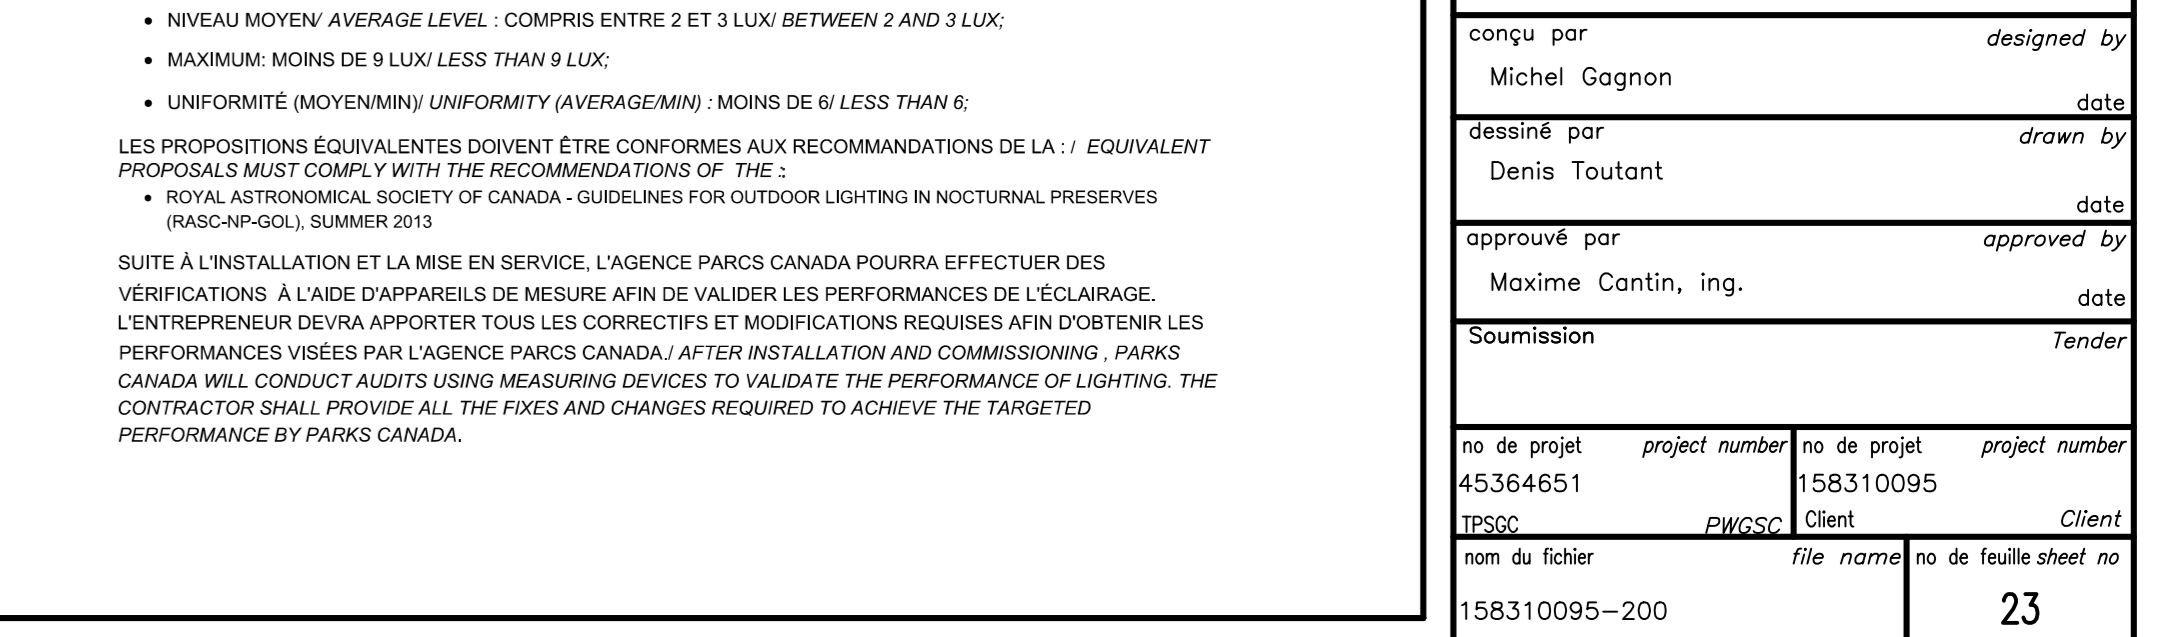 • NIVEAU MOYEN/ AVERAGE LEVEL : COMPRIS ENTRE 2 ET 3 LUX/ BETWEEN 2 AND 3 LUX;
• MAXIMUM: MOINS DE 9 LUX/ LESS THAN 9 LUX;
• UNIFORMITÉ (MOYEN/MIN)/ UNIFORMITY (AVERAGE/MIN) : MOINS DE 6/ LESS THAN 6;
LES PROPOSITIONS ÉQUIVALENTES DOIVENT ÊTRE CONFORMES AUX RECOMMANDATIONS DE LA : / EQUIVALENT
PROPOSALS MUST COMPLY WITH THE RECOMMENDATIONS OF THE :
• ROYAL ASTRONOMICAL SOCIETY OF CANADA - GUIDELINES FOR OUTDOOR LIGHTING IN NOCTURNAL PRESERVES
(RASC-NP-GOL), SUMMER 2013
SUITE À L'INSTALLATION ET LA MISE EN SERVICE, L'AGENCE PARCS CANADA POURRA EFFECTUER DES
VÉRIFICATIONS À L'AIDE D'APPAREILS DE MESURE AFIN DE VALIDER LES PERFORMANCES DE L'ÉCLAIRAGE.
L'ENTREPRENEUR DEVRA APPORTER TOUS LES CORRECTIFS ET MODIFICATIONS REQUISES AFIN D'OBTENIR LES
PERFORMANCES VISÉES PAR L'AGENCE PARCS CANADA./ AFTER INSTALLATION AND COMMISSIONING , PARKS
CANADA WILL CONDUCT AUDITS USING MEASURING DEVICES TO VALIDATE THE PERFORMANCE OF LIGHTING. THE
CONTRACTOR SHALL PROVIDE ALL THE FIXES AND CHANGES REQUIRED TO ACHIEVE THE TARGETED
PERFORMANCE BY PARKS CANADA.
conçu par designed by
Michel Gagnon
date
dessiné par drawn by
Denis Toutant
date
approuvé par approved by
Maxime Cantin, ing.
date
Soumission Tender
no de projet project number
45364651
TPSGC PWGSC
no de projet project number
158310095
Client Client
nom du fichier file name
158310095-200
no de feuille sheet no
23